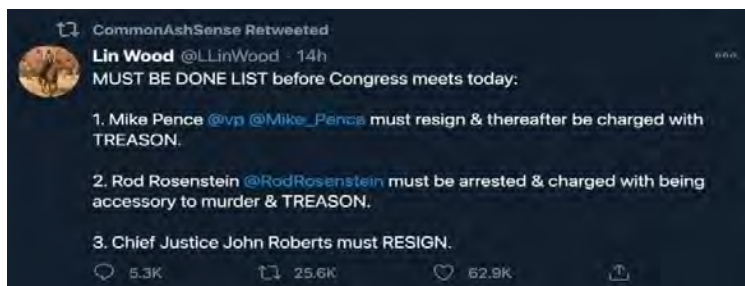 CommonAshSense Retweeted
Lin Wood @LLinWood · 14h
MUST BE DONE LIST before Congress meets today:
1. Mike Pence @vp @Mike_Pence must resign & thereafter be charged with
TREASON.
2. Rod Rosenstein @RodRosenstein must be arrested & charged with being
accessory to murder & TREASON.
3. Chief Justice John Roberts must RESIGN.
5.3K 25.6K 62.9K